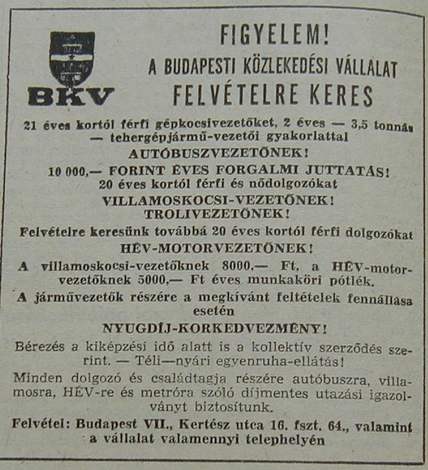 FIGYELEM!
A BUDAPESTI KÖZLEKEDÉSI VÁLLALAT
BKV
FELVÉTELRE KERES
21 éves kortól férfi gépkocsivezetőket, 2 éves — 3,5 tonnás
— tehergépjármű-vezetői gyakorlattal
AUTÓBUSZVEZETŐNEK!
10 000,— FORINT ÉVES FORGALMI JUTTATÁS!
20 éves kortól férfi és nődolgozókat
VILLAMOSKOCSI-VEZETŐNEK!
TROLIVEZETŐNEK!
Felvételre keresünk továbbá 20 éves kortól férfi dolgozókat
HÉV-MOTORVEZETŐNEK!
A villamoskocsi-vezetőknek 8000,— Ft, a HÉV-motor-
vezetőknek 5000,— Ft éves munkaköri pótlék.
A járművezetők részére a megkívánt feltételek fennállása
esetén
NYUGDÍJ-KORKEDVEZMÉNY!
Bérezés a kiképzési idő alatt is a kollektív szerződés sze-
rint. — Téli—nyári egyenruha-ellátás!
Minden dolgozó és családtagja részére autóbuszra, villa-
mosra, HÉV-re és metróra szóló díjmentes utazási igazol-
ványt biztosítunk.
Felvétel: Budapest VII., Kertész utca 16. fszt. 64., valamint
a vállalat valamennyi telephelyén